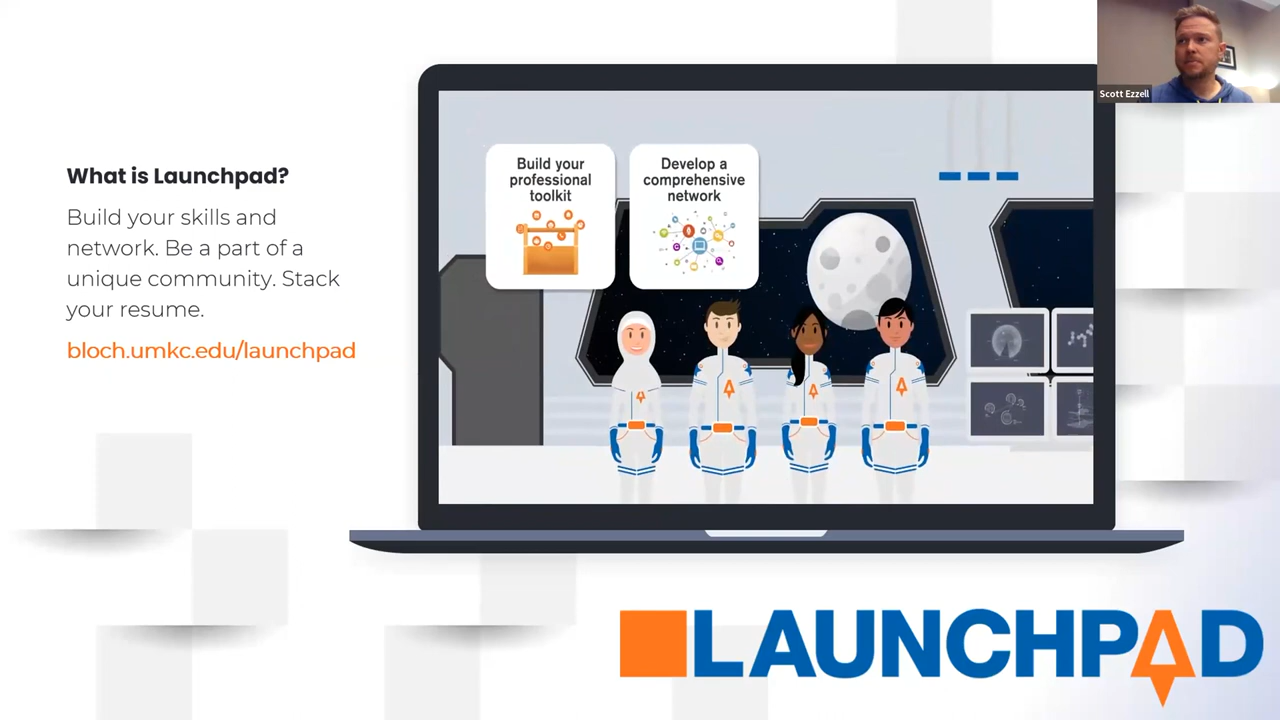 Scott Ezzell
What is Launchpad?
Build your skills and
network. Be a part of a
unique community. Stack
your resume.
bloch.umkc.edu/launchpad
Build your
professional
toolkit
Develop a
comprehensive
network
LAUNCHPAD